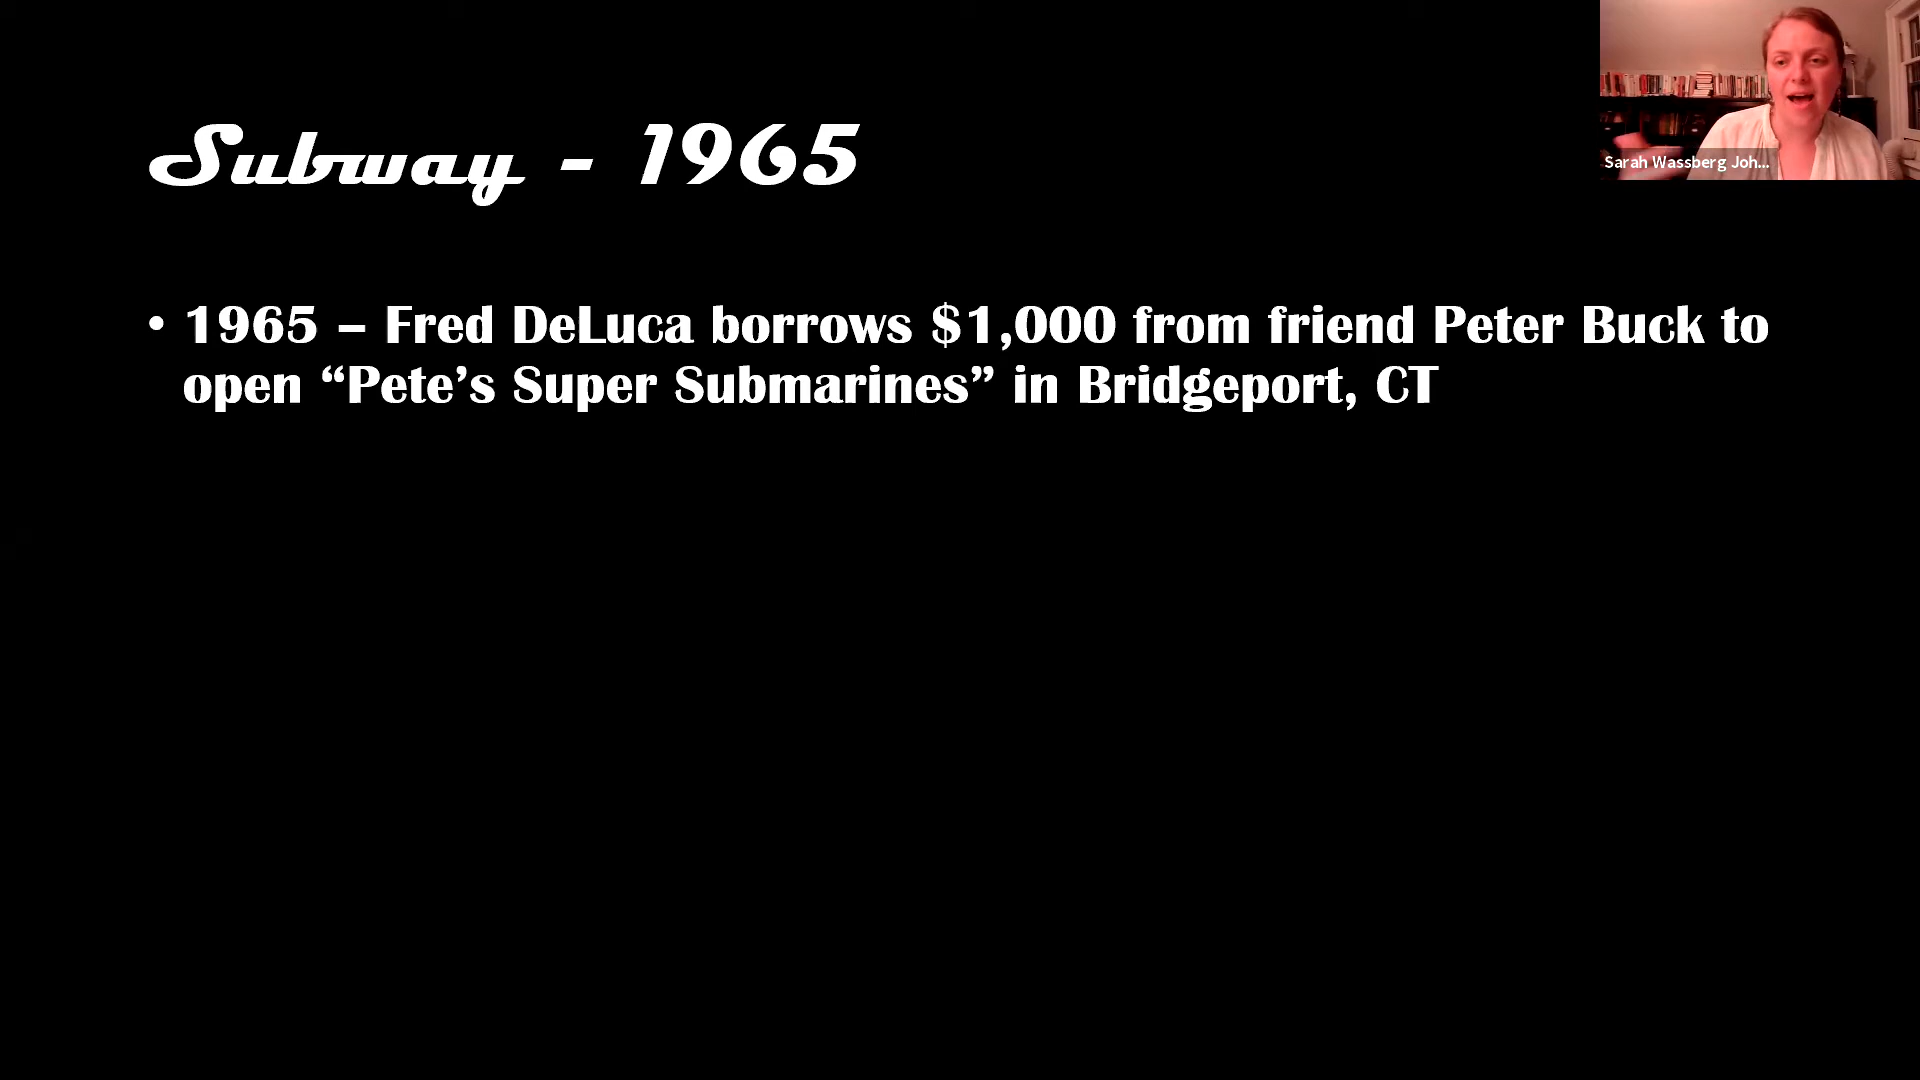 Subway - 1965
• 1965 – Fred DeLuca borrows $1,000 from friend Peter Buck to
open “Pete’s Super Submarines” in Bridgeport, CT
Sarah Wassberg Joh...